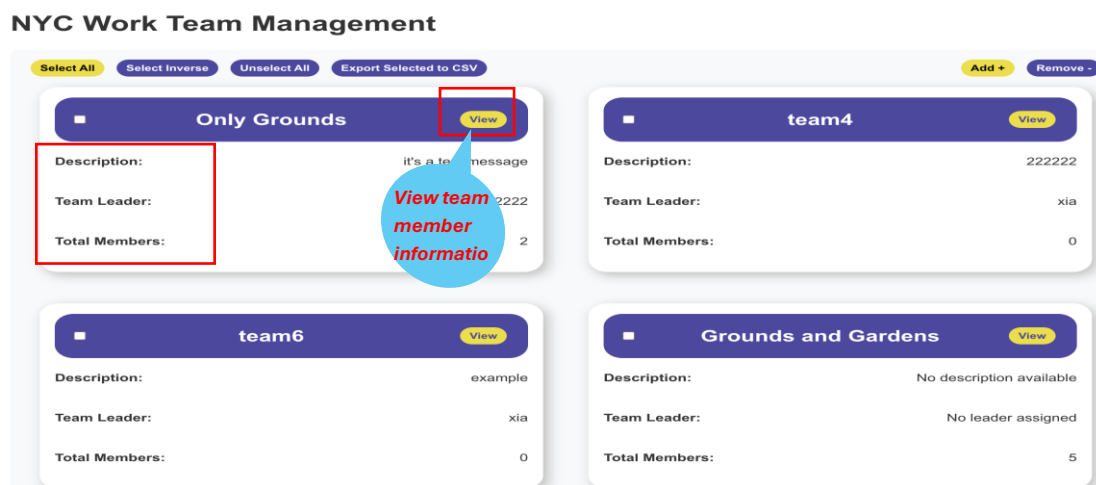 NYC Work Team Management
Select All Select Inverse Unselect All Export Selected to CSV Add + Remove -
Only Grounds View
Description: it's a message
Team Leader: 2222
Total Members: 2
View team
member
informatio
team4 View
Description: 222222
Team Leader: xia
Total Members: 0
team6 View
Description: example
Team Leader: xia
Total Members: 0
Grounds and Gardens View
Description: No description available
Team Leader: No leader assigned
Total Members: 5